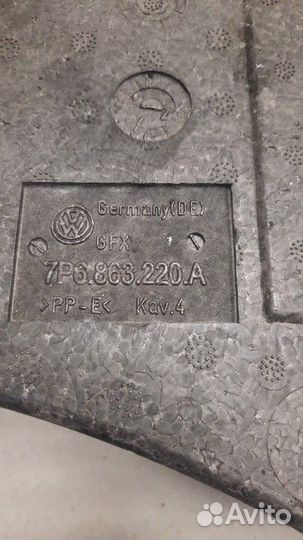 Germany(DE)
GFX
7P6.863.220.A
>PP-E< Kav.4
Avito